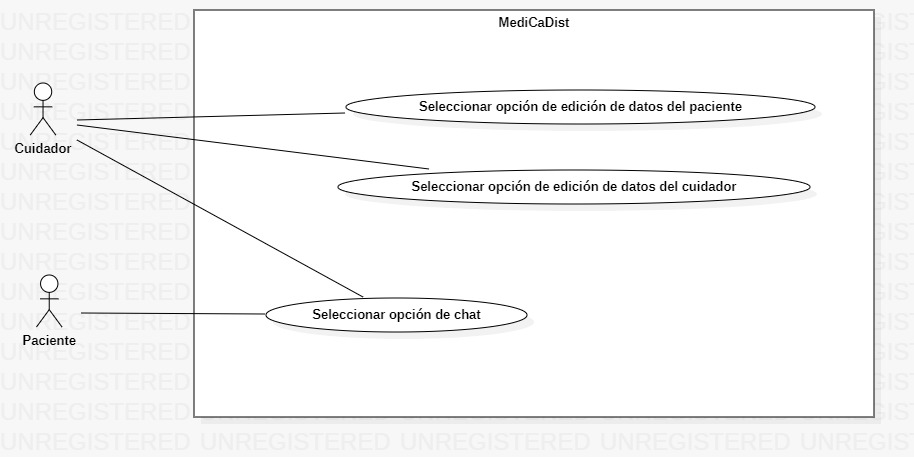 MediCaDist
Seleccionar opción de edición de datos del paciente
Cuidador
Seleccionar opción de edición de datos del cuidador
Seleccionar opción de chat
Paciente
UNREGISTERED UNREGISTERED UNREGISTERED UNREGISTERED UNREGISTERED